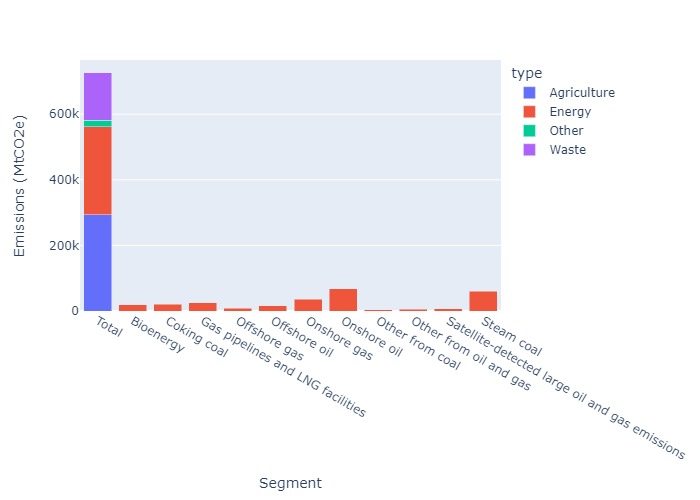 type
Agriculture
Energy
Other
Waste
Emissions (MtCO2e)
600k
400k
200k
0
Total
Bioenergy
Coking coal
Gas pipelines and LNG facilities
Offshore gas
Offshore oil
Onshore gas
Onshore oil
Other from coal
Other from oil and gas
Satellite-detected large oil and gas emissions
Steam coal
Segment